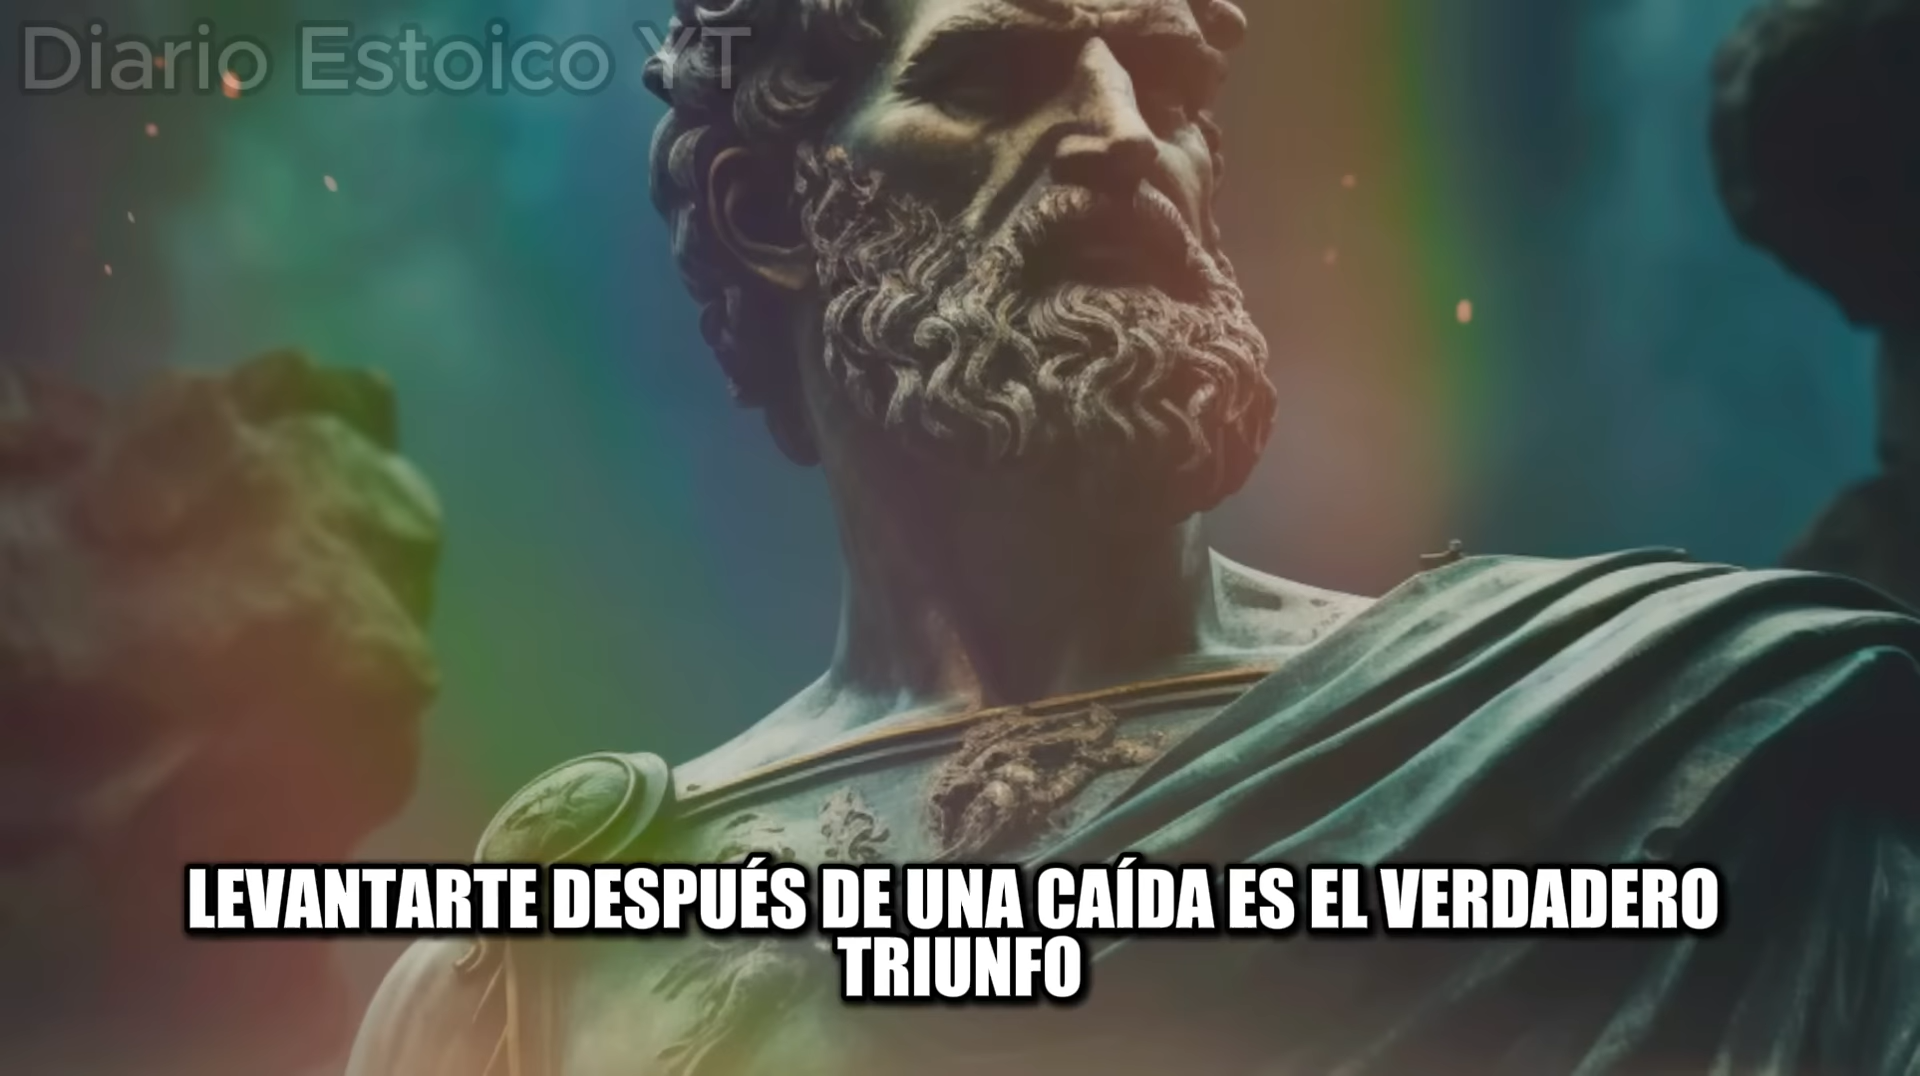 Diario Estoico YT
LEVANTARTE DESPUÉS DE UNA CAÍDA ES EL VERDADERO
TRIUNFO